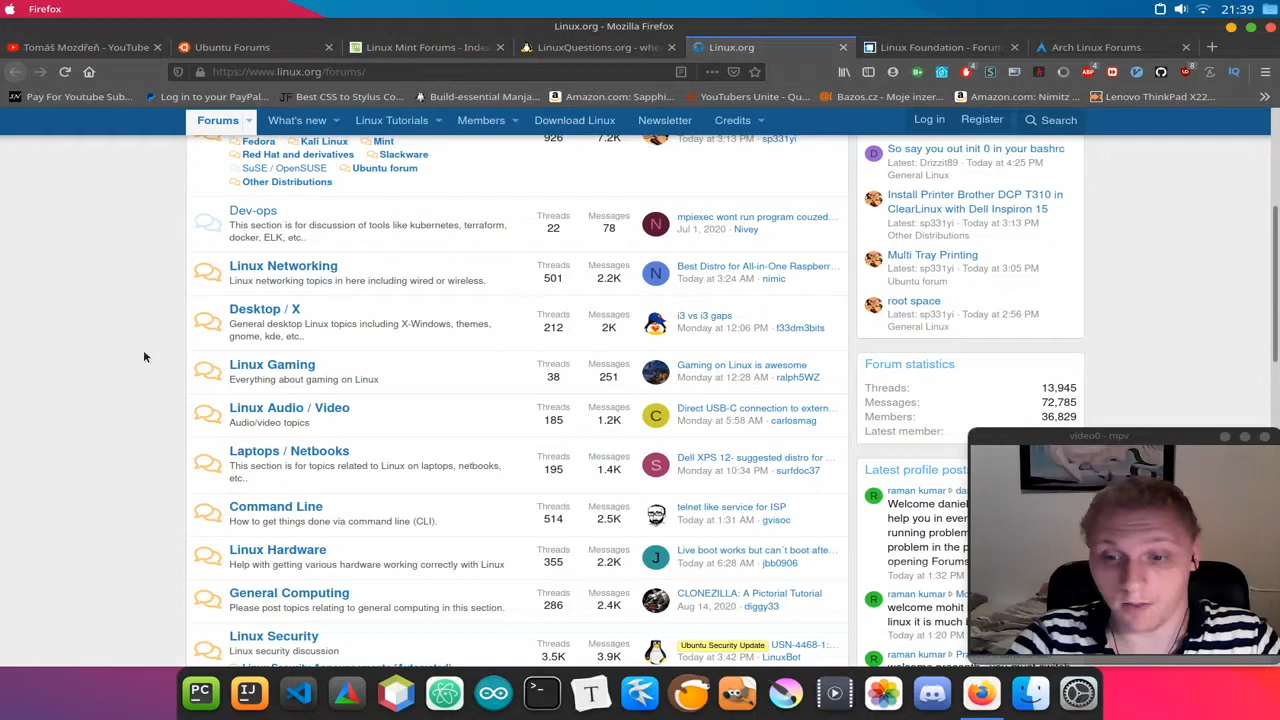 Firefox
21:39
Linux.org - Mozilla Firefox
Tomáš Mozdřeň - YouTube
Ubuntu Forums
Linux Mint Forums - Index
LinuxQuestions.org - whe
Linux.org
Linux Foundation - Forum
Arch Linux Forums
https://www.linux.org/forums/
Pay For Youtube Sub...
Log in to your PayPal...
Best CSS to Stylus Co...
Build-essential Manja...
Amazon.com: Sapphi...
YouTubers Unite - Qu...
Bazos.cz - Moje inzer...
Amazon.com: Nimitz ...
Lenovo ThinkPad X22...
Forums
What's new
Linux Tutorials
Members
Download Linux
Newsletter
Credits
Log in
Register
Search
Fedora Kali Linux Mint
Red Hat and derivatives Slackware
SuSE / OpenSUSE Ubuntu forum
Other Distributions
926 7.2K
Today at 3:13 PM · sp331yi
Dev-ops
This section is for discussion of tools like kubernetes, terraform,
docker, ELK, etc..
Threads 22
Messages 78
N
mpiexec wont run program couzed...
Jul 1, 2020 · Nivey
Linux Networking
Linux networking topics in here including wired or wireless.
Threads 501
Messages 2.2K
N
Best Distro for All-in-One Raspberr...
Today at 3:24 AM · nimic
Desktop / X
General desktop Linux topics including X-Windows, themes,
gnome, kde, etc..
Threads 212
Messages 2K
i3 vs i3 gaps
Monday at 12:06 PM · f33dm3bits
Linux Gaming
Everything about gaming on Linux
Threads 38
Messages 251
Gaming on Linux is awesome
Monday at 12:28 AM · ralph5WZ
Linux Audio / Video
Audio/video topics
Threads 185
Messages 1.2K
C
Direct USB-C connection to extern...
Monday at 5:58 AM · carlosmag
Laptops / Netbooks
This section is for topics related to Linux on laptops, netbooks,
etc..
Threads 195
Messages 1.4K
S
Dell XPS 12- suggested distro for ...
Monday at 10:34 PM · surfdoc37
Command Line
How to get things done via command line (CLI).
Threads 514
Messages 2.5K
telnet like service for ISP
Today at 1:31 AM · gvisoc
Linux Hardware
Help with getting various hardware working correctly with Linux
Threads 355
Messages 2.2K
J
Live boot works but can´t boot afte...
Today at 6:28 AM · jbb0906
General Computing
Please post topics relating to general computing in this section.
Threads 286
Messages 2.4K
CLONEZILLA: A Pictorial Tutorial
Aug 14, 2020 · diggy33
Linux Security
Linux security discussion
Threads 3.5K
Messages 3.9K
Ubuntu Security Update USN-4468-1:...
Today at 3:42 PM · LinuxBot
Linux Security Announcements (Automated)
D
So say you out init 0 in your bashrc
Latest: Drizzit89 · Today at 4:25 PM
General Linux
Install Printer Brother DCP T310 in
ClearLinux with Dell Inspiron 15
Latest: sp331yi · Today at 3:13 PM
Other Distributions
Multi Tray Printing
Latest: sp331yi · Today at 3:05 PM
Ubuntu forum
root space
Latest: sp331yi · Today at 2:56 PM
General Linux
Forum statistics
Threads: 13,945
Messages: 72,785
Members: 36,829
Latest member:
Latest profile post
R
raman kumar
Welcome daniel
help you in ever
running problem
problem in the p
opening Forums
Today at 1:32 PM
R
raman kumar
welcome mohit
linux it is much
Today at 1:20 PM
R
raman kumar
video0 - mpv
PC
IJ
T